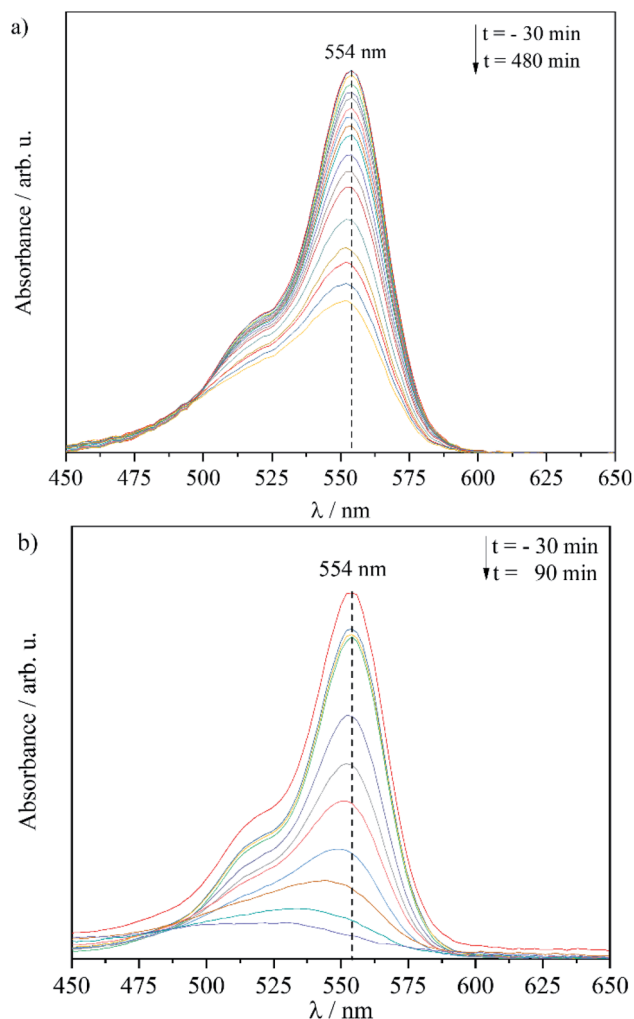 a)
t = - 30 min
t = 480 min
554 nm
Absorbance / arb. u.
450 475 500 525 550 575 600 625 650
λ / nm
b)
t = - 30 min
t = 90 min
554 nm
Absorbance / arb. u.
450 475 500 525 550 575 600 625 650
λ / nm